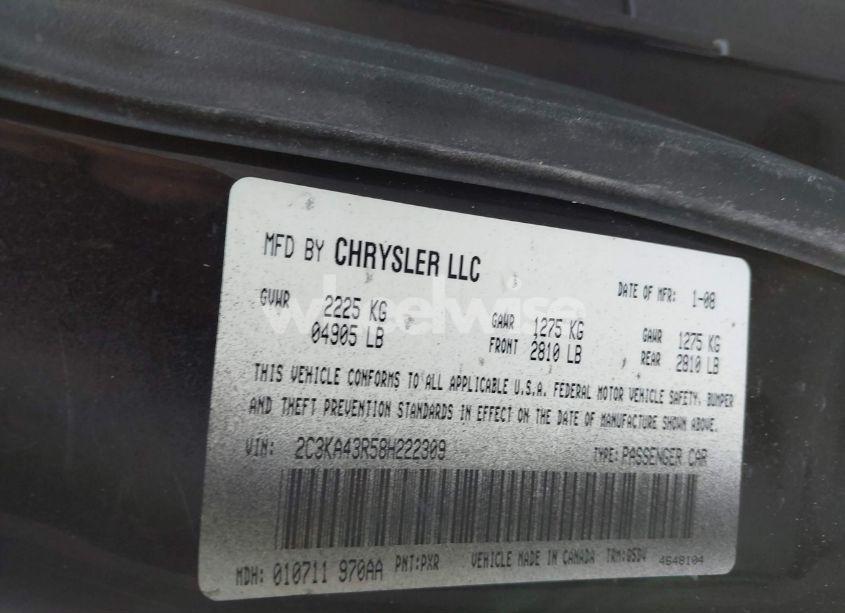 MFD BY CHRYSLER LLC
DATE OF MFR: 1-08
GVWR 2225 KG
04905 LB
GAWR FRONT 1275 KG
2810 LB
GAWR REAR 1275 KG
2810 LB
THIS VEHICLE CONFORMS TO ALL APPLICABLE U.S.A. FEDERAL MOTOR VEHICLE SAFETY, BUMPER
AND THEFT PREVENTION STANDARDS IN EFFECT ON THE DATE OF MANUFACTURE SHOWN ABOVE.
VIN: 2C3KA43R58H222309 TYPE: PASSENGER CAR
MDH: 010711 970AA PNT: PXR VEHICLE MADE IN CANADA TRM: 4648104
wheelwise